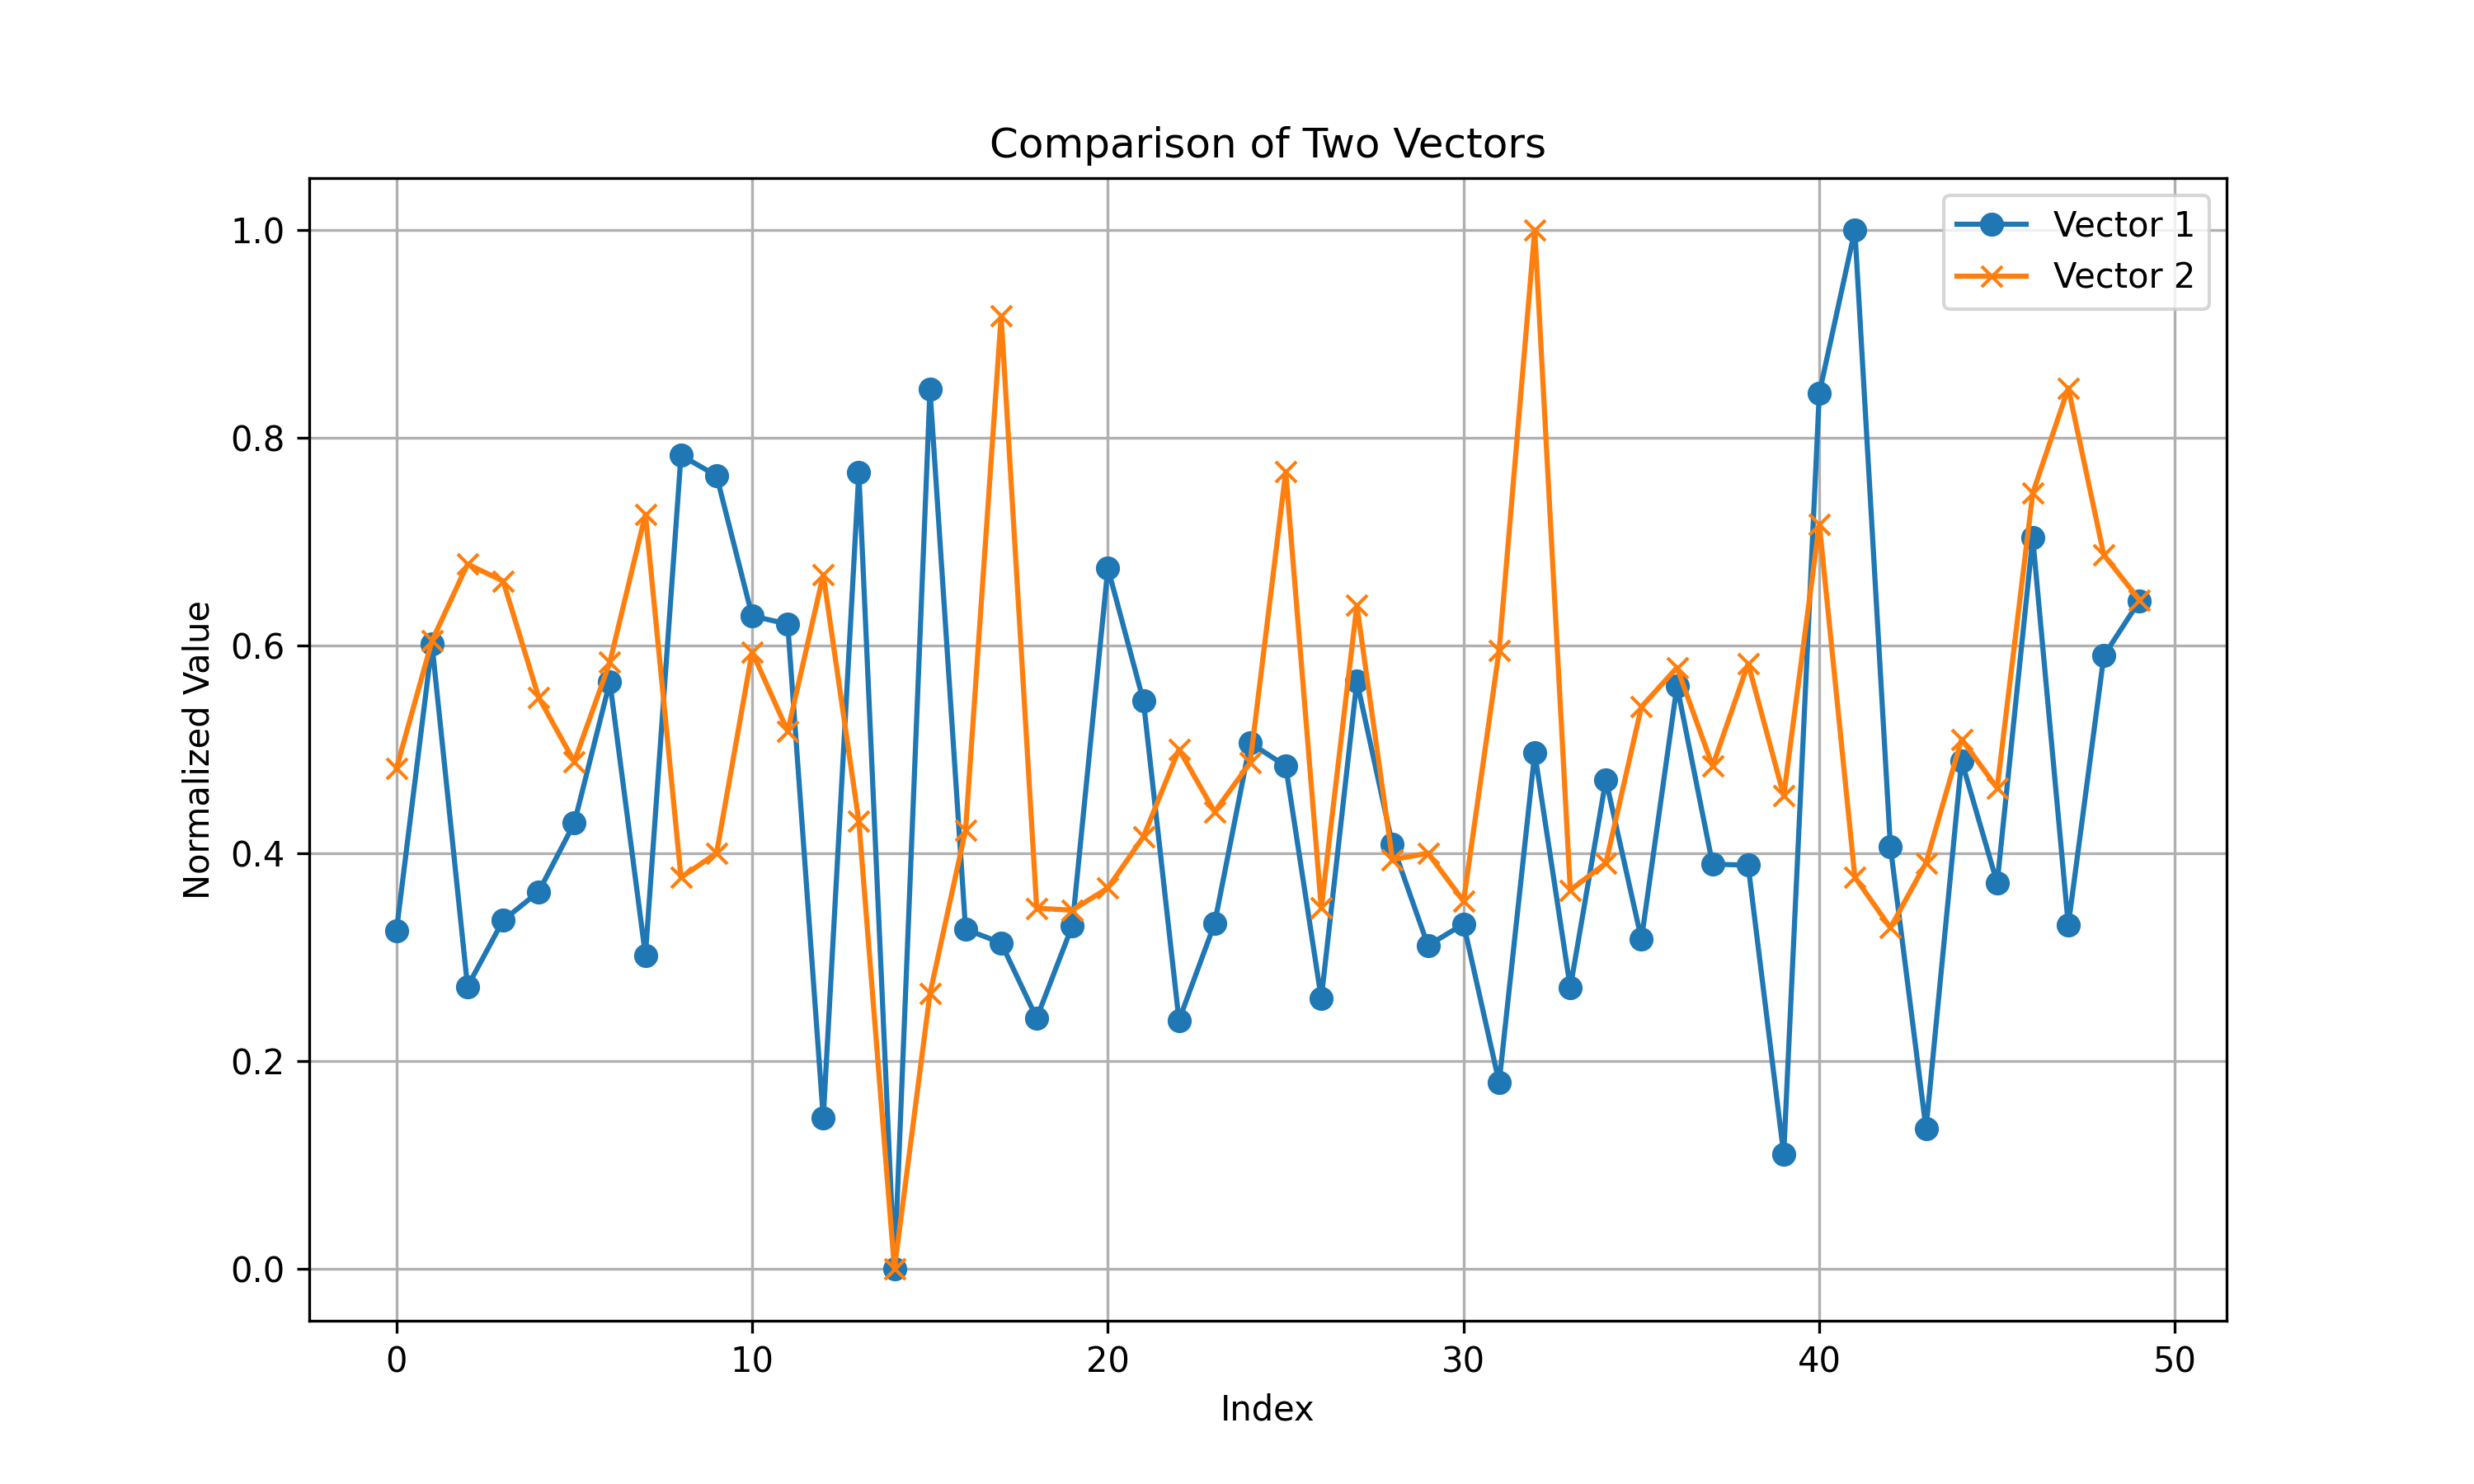 Comparison of Two Vectors
Vector 1
Vector 2
Normalized Value
1.0
0.8
0.6
0.4
0.2
0.0
0 10 20 30 40 50
Index